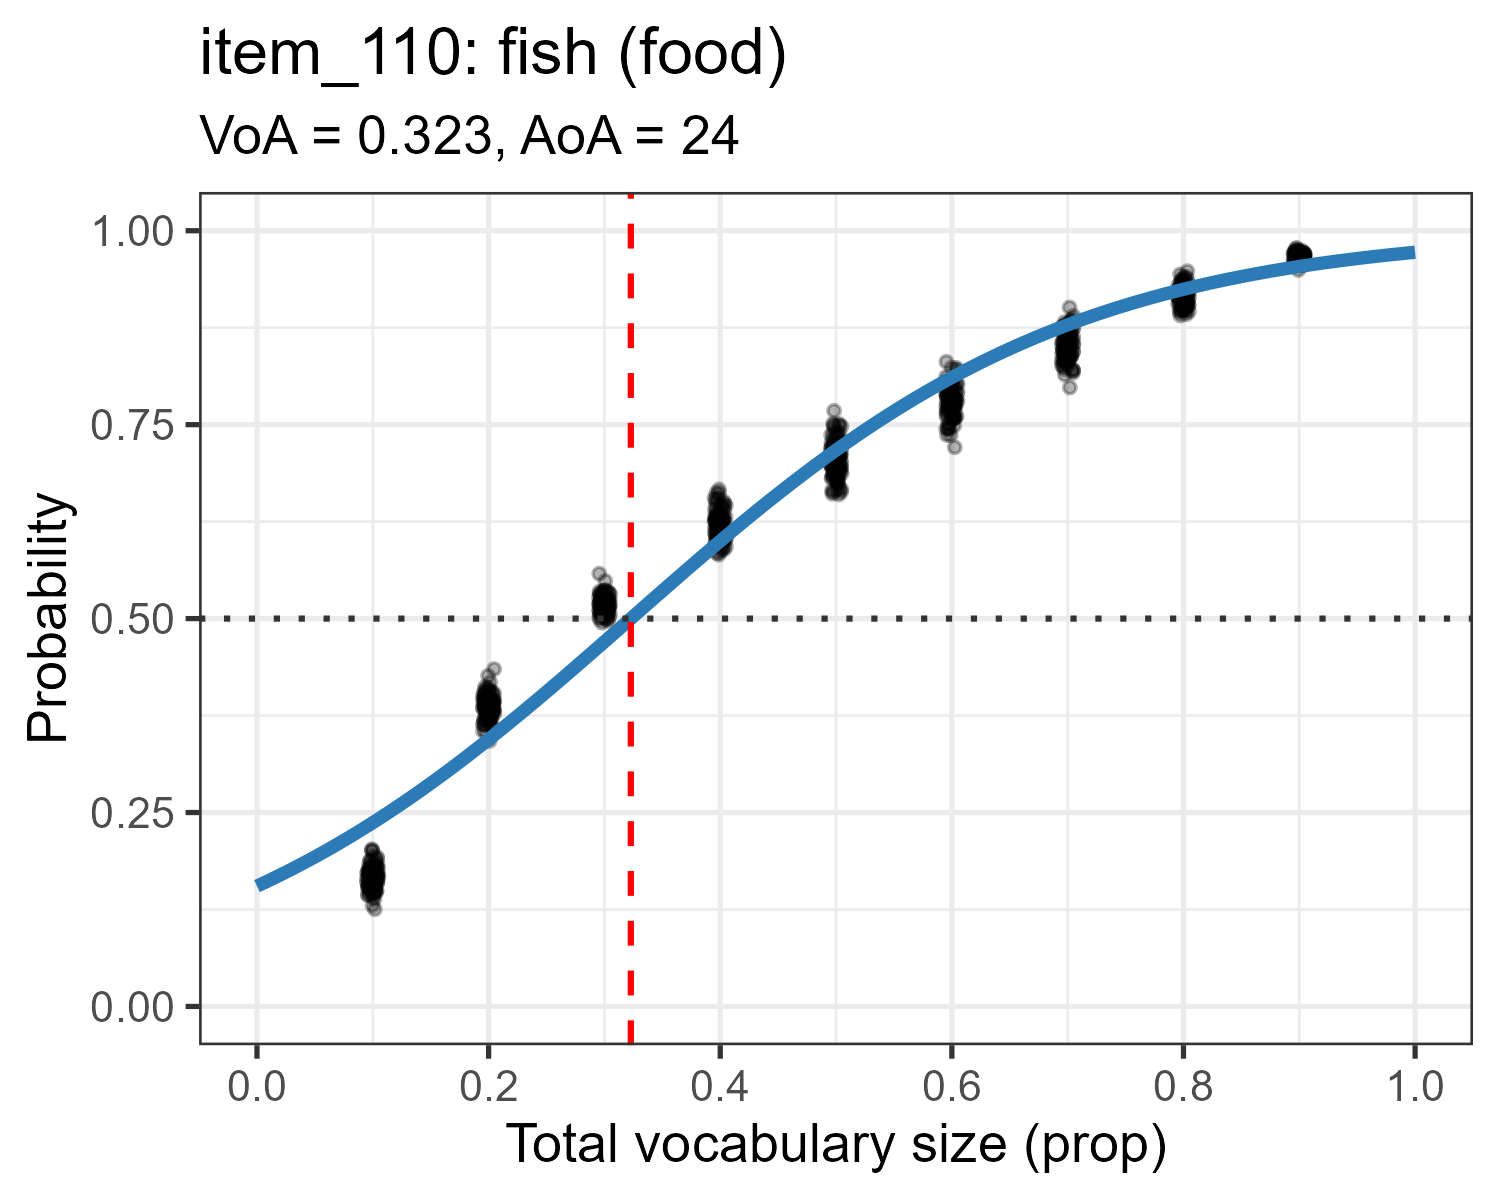 item_110: fish (food)
VoA = 0.323, AoA = 24
Probability
1.00
0.75
0.50
0.25
0.00
0.0 0.2 0.4 0.6 0.8 1.0
Total vocabulary size (prop)